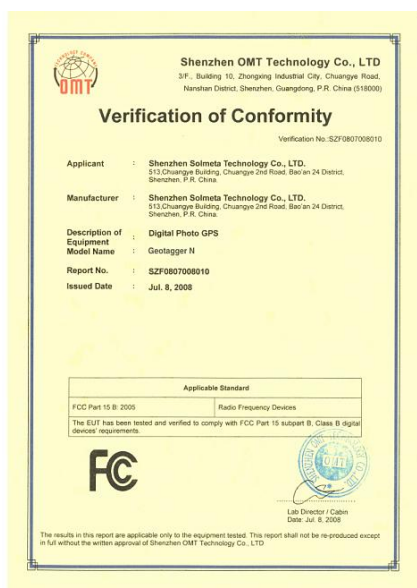 TECHNOLOGY COMPANY
OMT
Shenzhen OMT Technology Co., LTD
3/F., Building 10, Zhongxing Industrial City, Chuangye Road,
Nanshan District, Shenzhen, Guangdong, P.R. China (518000)
Verification of Conformity
Verification No.:SZF0807008010
Applicant : Shenzhen Solmeta Technology Co., LTD.
513,Chuangye Building, Chuangye 2nd Road, Bao'an 24 District,
Shenzhen, P.R. China.
Manufacturer : Shenzhen Solmeta Technology Co., LTD.
513,Chuangye Building, Chuangye 2nd Road, Bao'an 24 District,
Shenzhen, P.R. China.
Description of
Equipment : Digital Photo GPS
Model Name : Geotagger N
Report No. : SZF0807008010
Issued Date : Jul. 8, 2008
Applicable Standard
FCC Part 15 B: 2005 Radio Frequency Devices
The EUT has been tested and verified to comply with FCC Part 15 subpart B, Class B digital
devices' requirements.
FC
OMT
Lab Director / Cabin
Date: Jul. 8, 2008
The results in this report are applicable only to the equipment tested. This report shall not be re-produced except
in full without the written approval of Shenzhen OMT Technology Co., LTD